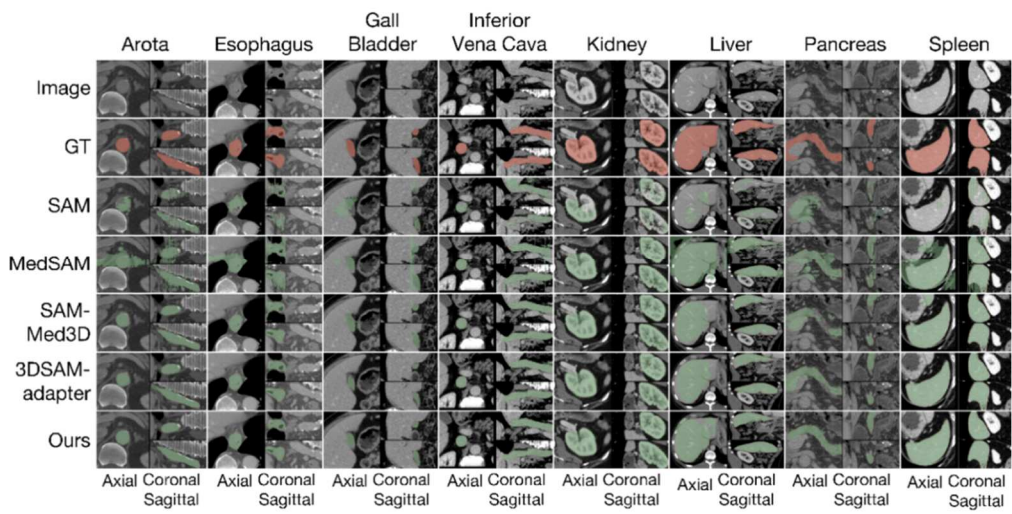 Gall Inferior
Arota Esophagus Bladder Vena Cava Kidney Liver Pancreas Spleen
Image
GT
SAM
MedSAM
SAM-
Med3D
3DSAM-
adapter
Ours
Axial Coronal Axial Coronal Axial Coronal Axial Coronal Axial Coronal Axial Coronal Axial Coronal Axial Coronal
Sagittal Sagittal Sagittal Sagittal Sagittal Sagittal Sagittal Sagittal